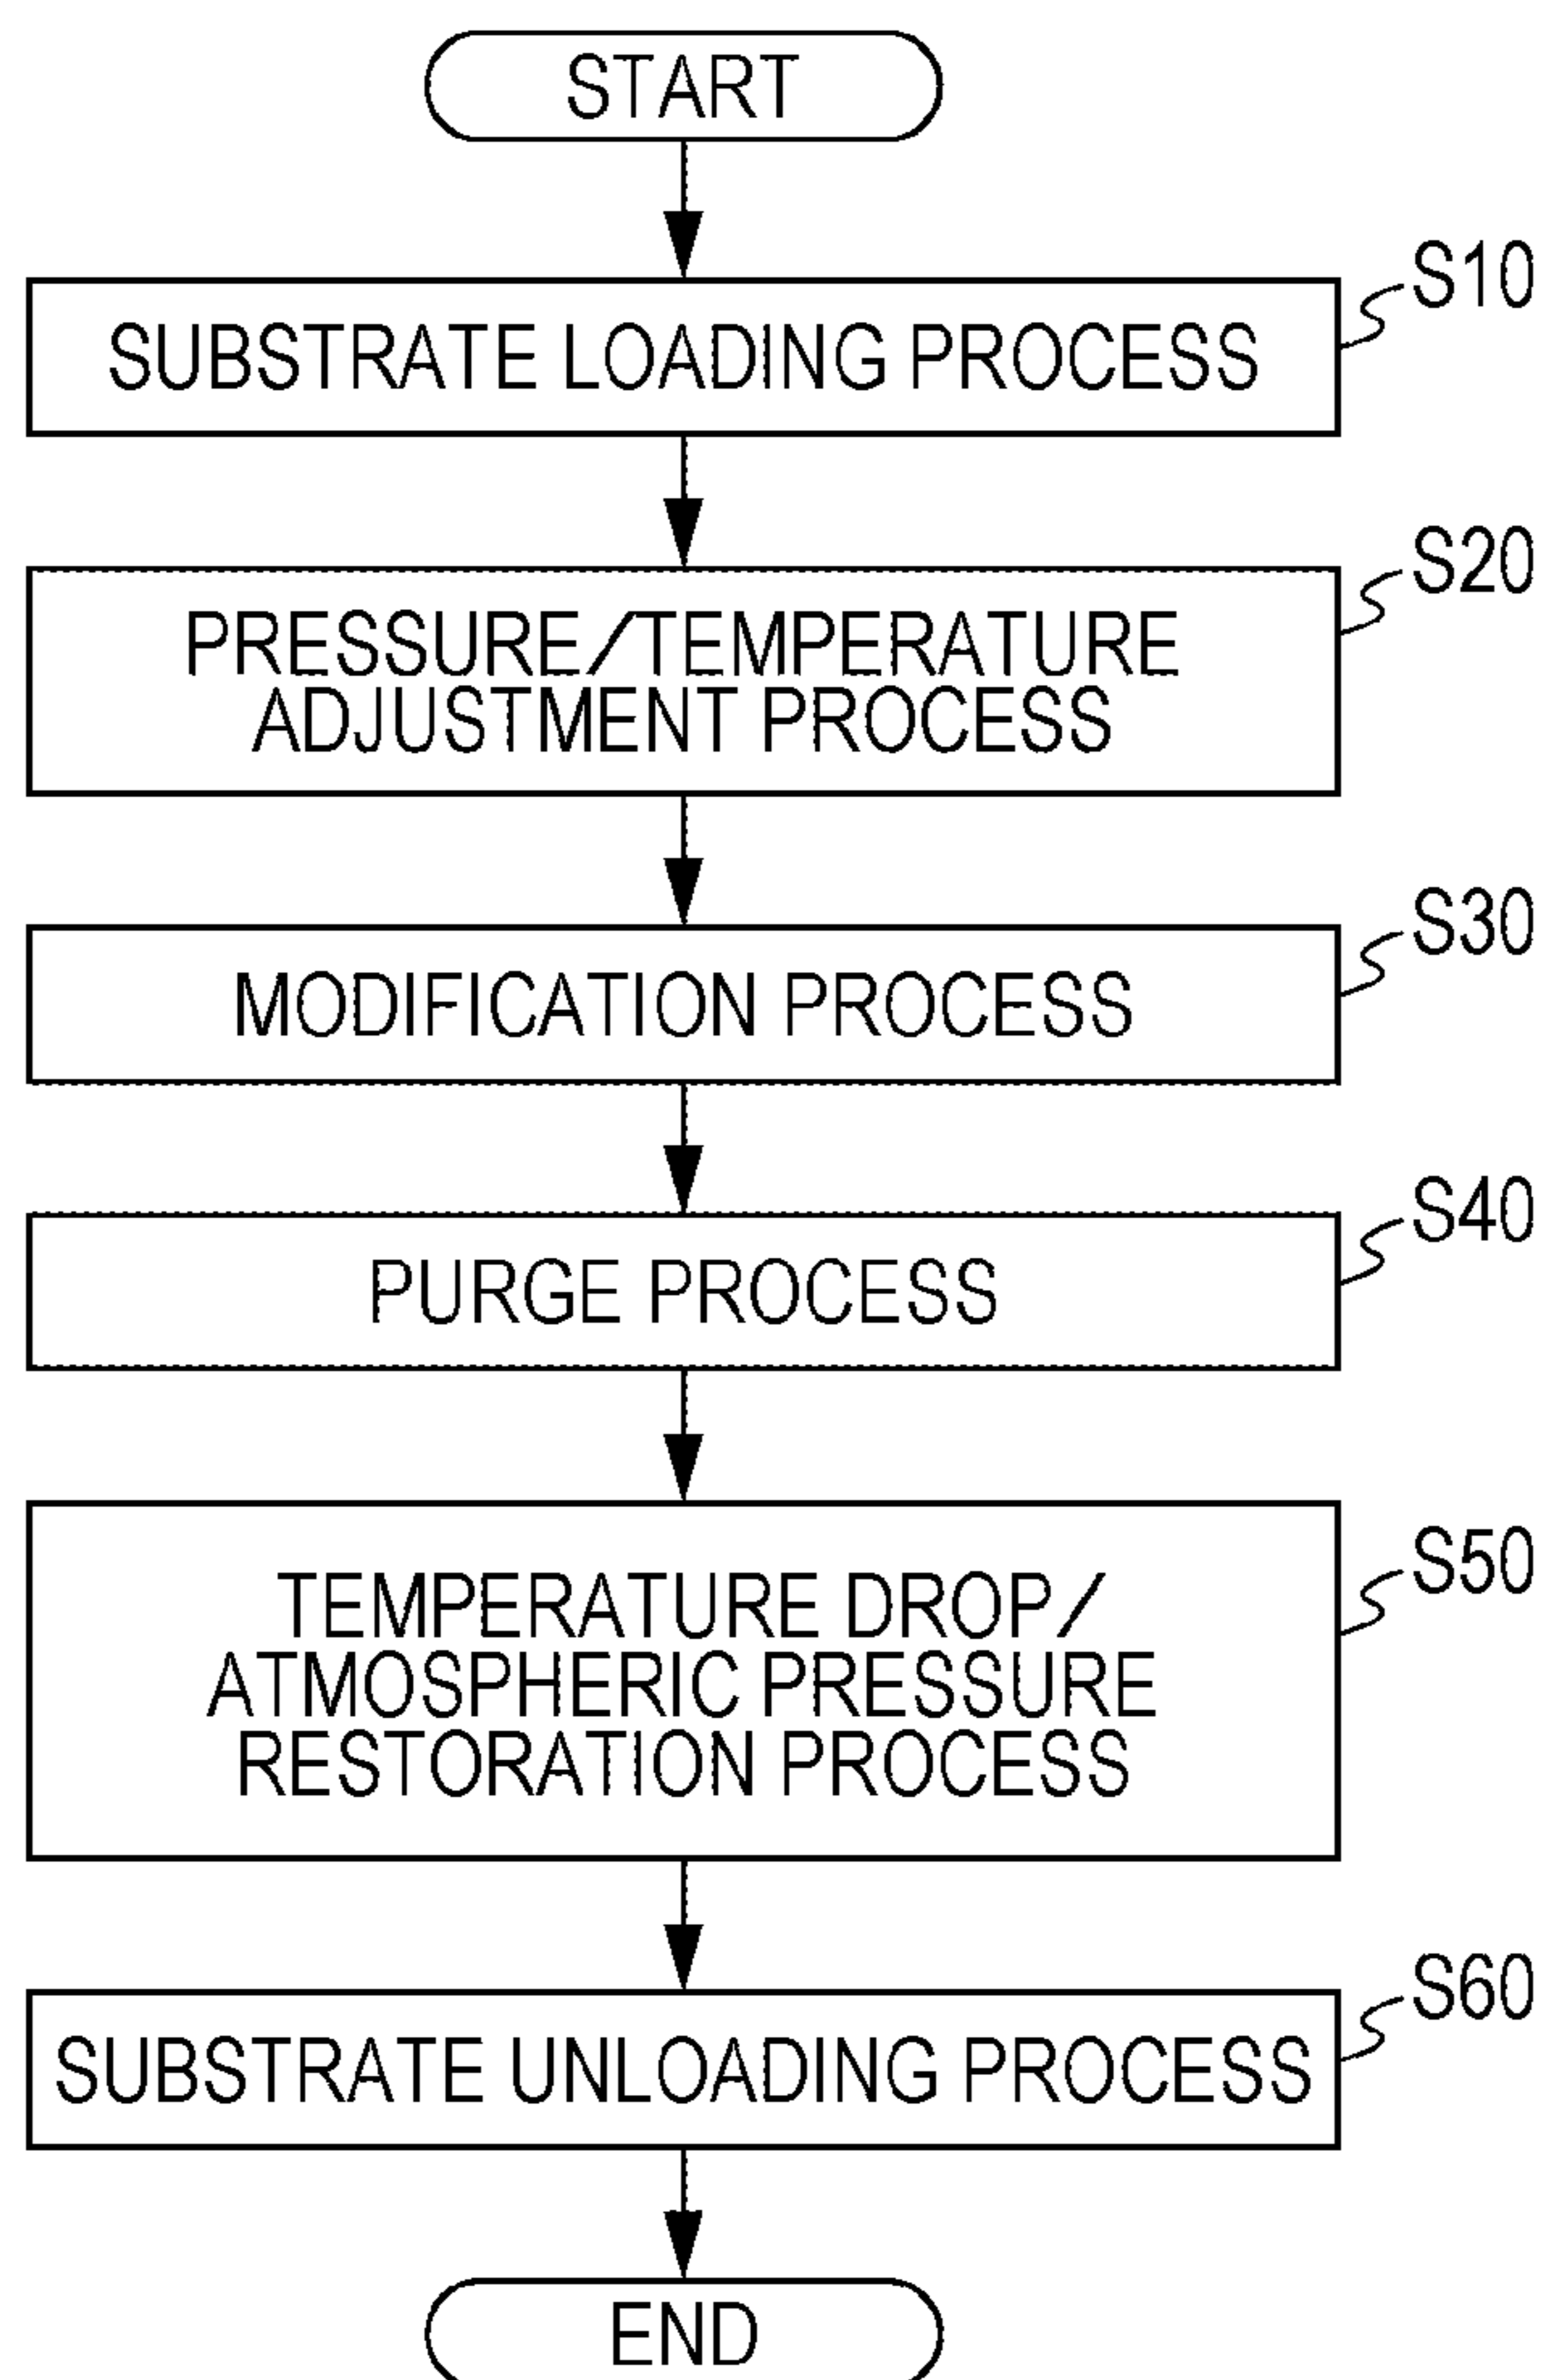 START
S10
SUBSTRATE LOADING PROCESS
S20
PRESSURE/TEMPERATURE
ADJUSTMENT PROCESS
S30
MODIFICATION PROCESS
S40
PURGE PROCESS
S50
TEMPERATURE DROP/
ATMOSPHERIC PRESSURE
RESTORATION PROCESS
S60
SUBSTRATE UNLOADING PROCESS
END